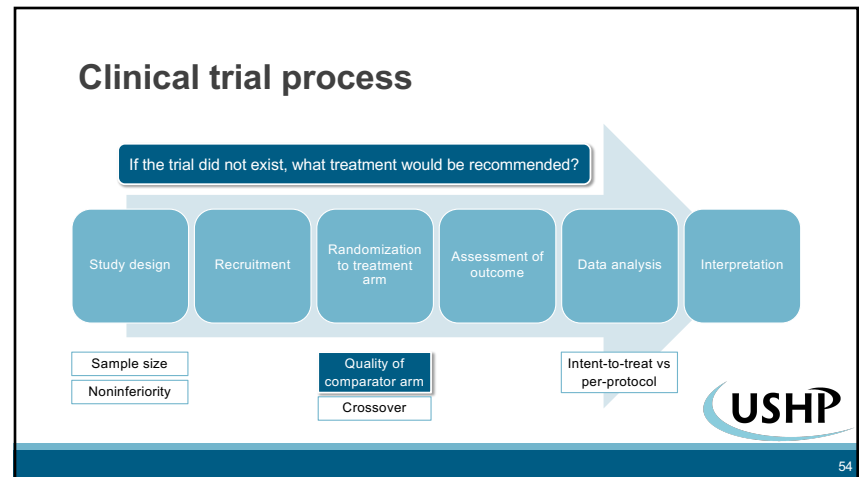 Clinical trial process
If the trial did not exist, what treatment would be recommended?
Study design
Recruitment
Randomization
to treatment
arm
Assessment of
outcome
Data analysis
Interpretation
Sample size
Noninferiority
Quality of
comparator arm
Crossover
Intent-to-treat vs
per-protocol
USHP
54